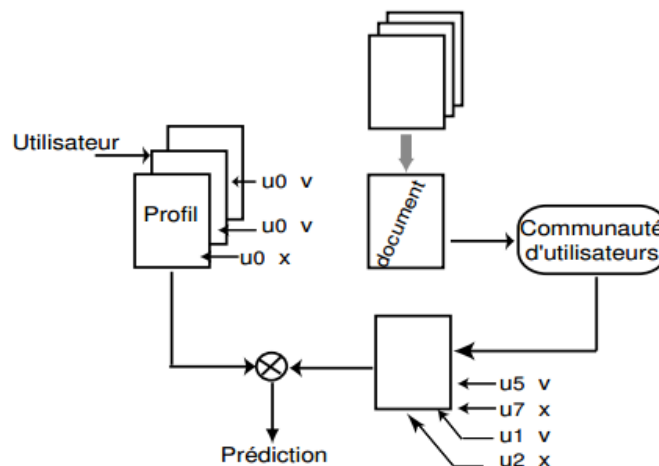 Utilisateur
Profil
u0 v
u0 v
u0 x
document
Communauté
d'utilisateurs
u5 v
u7 x
u1 v
u2 x
Prédiction